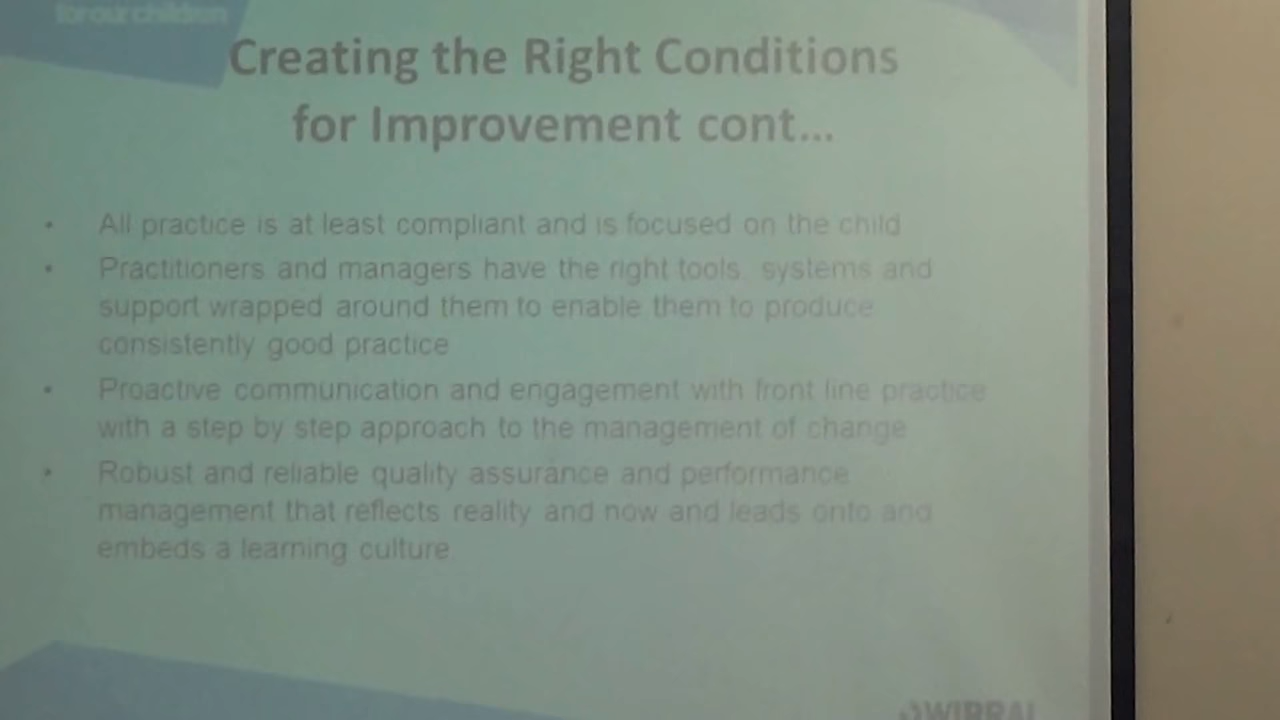 for our children
Creating the Right Conditions
for Improvement cont...
• All practice is at least compliant and is focused on the child
• Practitioners and managers have the right tools, systems and
support wrapped around them to enable them to produce
consistently good practice
• Proactive communication and engagement with front line practice
with a step by step approach to the management of change
• Robust and reliable quality assurance and performance
management that reflects reality and now and leads onto and
embeds a learning culture
WIRRAL